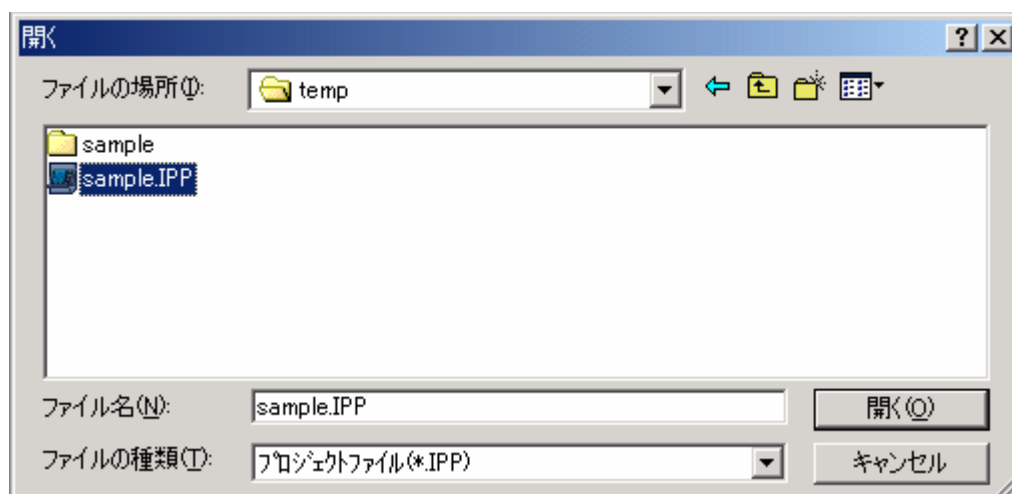 開く
ファイルの場所(I):
temp
sample
sample.IPP
ファイル名(N):
sample.IPP
開く(O)
ファイルの種類(T):
プロジェクトファイル(*.IPP)
キャンセル